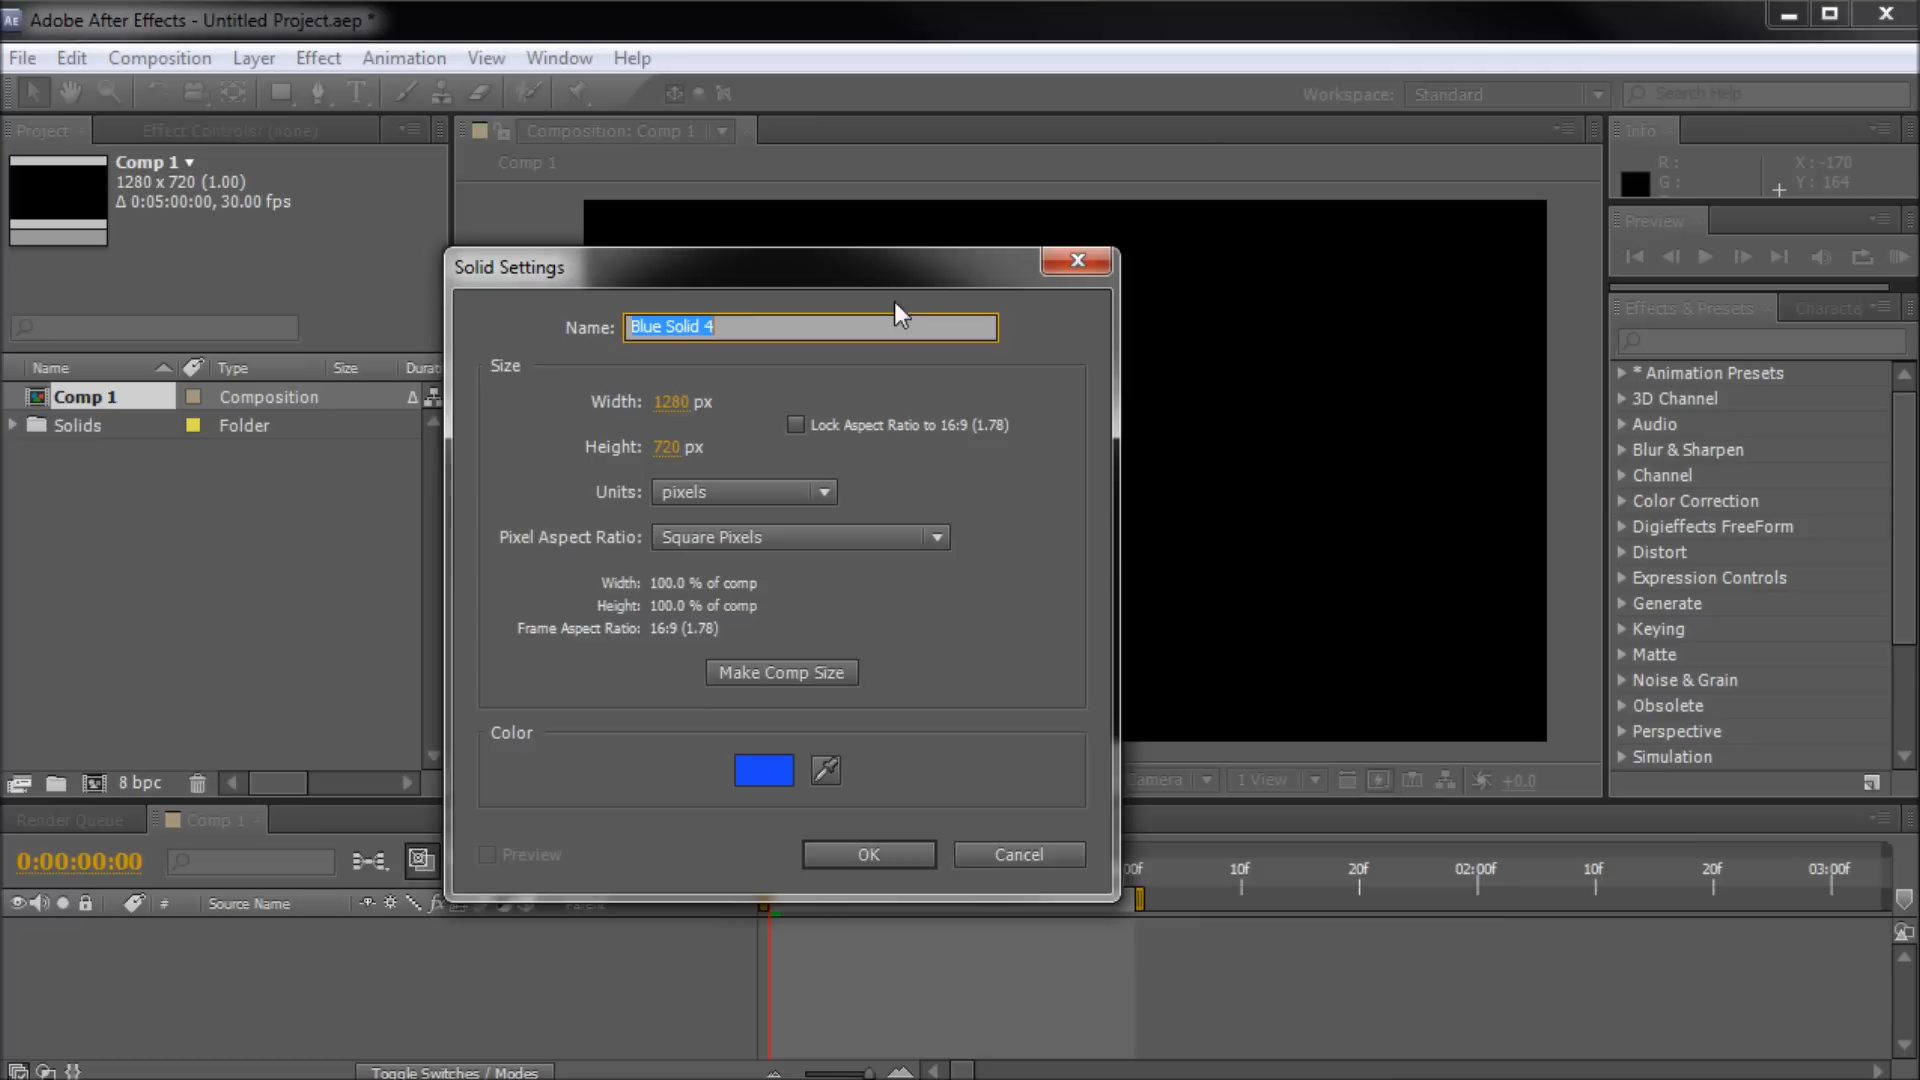 Adobe After Effects - Untitled Project.aep *
File Edit Composition Layer Effect Animation View Window Help
Workspace: Standard Search Help
Project Effect Controls: (none) Composition: Comp 1 Info
Comp 1
1280 x 720 (1.00)
Δ 0:05:00:00, 30.00 fps
Comp 1
R : X : -170
G : Y : 164
Preview
Solid Settings
Name: Blue Solid 4
Size
Width: 1280 px
Lock Aspect Ratio to 16:9 (1.78)
Height: 720 px
Units: pixels
Pixel Aspect Ratio: Square Pixels
Width: 100.0 % of comp
Height: 100.0 % of comp
Frame Aspect Ratio: 16:9 (1.78)
Make Comp Size
Color
Preview OK Cancel
Effects & Presets Characte
* Animation Presets
3D Channel
Audio
Blur & Sharpen
Channel
Color Correction
Digieffects FreeForm
Distort
Expression Controls
Generate
Keying
Matte
Noise & Grain
Obsolete
Perspective
Simulation
Name Type Size Durati
Comp 1 Composition Δ
Solids Folder
8 bpc
Camera 1 View +0.0
Render Queue Comp 1
0:00:00:00
00f 10f 20f 02:00f 10f 20f 03:00f
# Source Name Parent
Toggle Switches / Modes